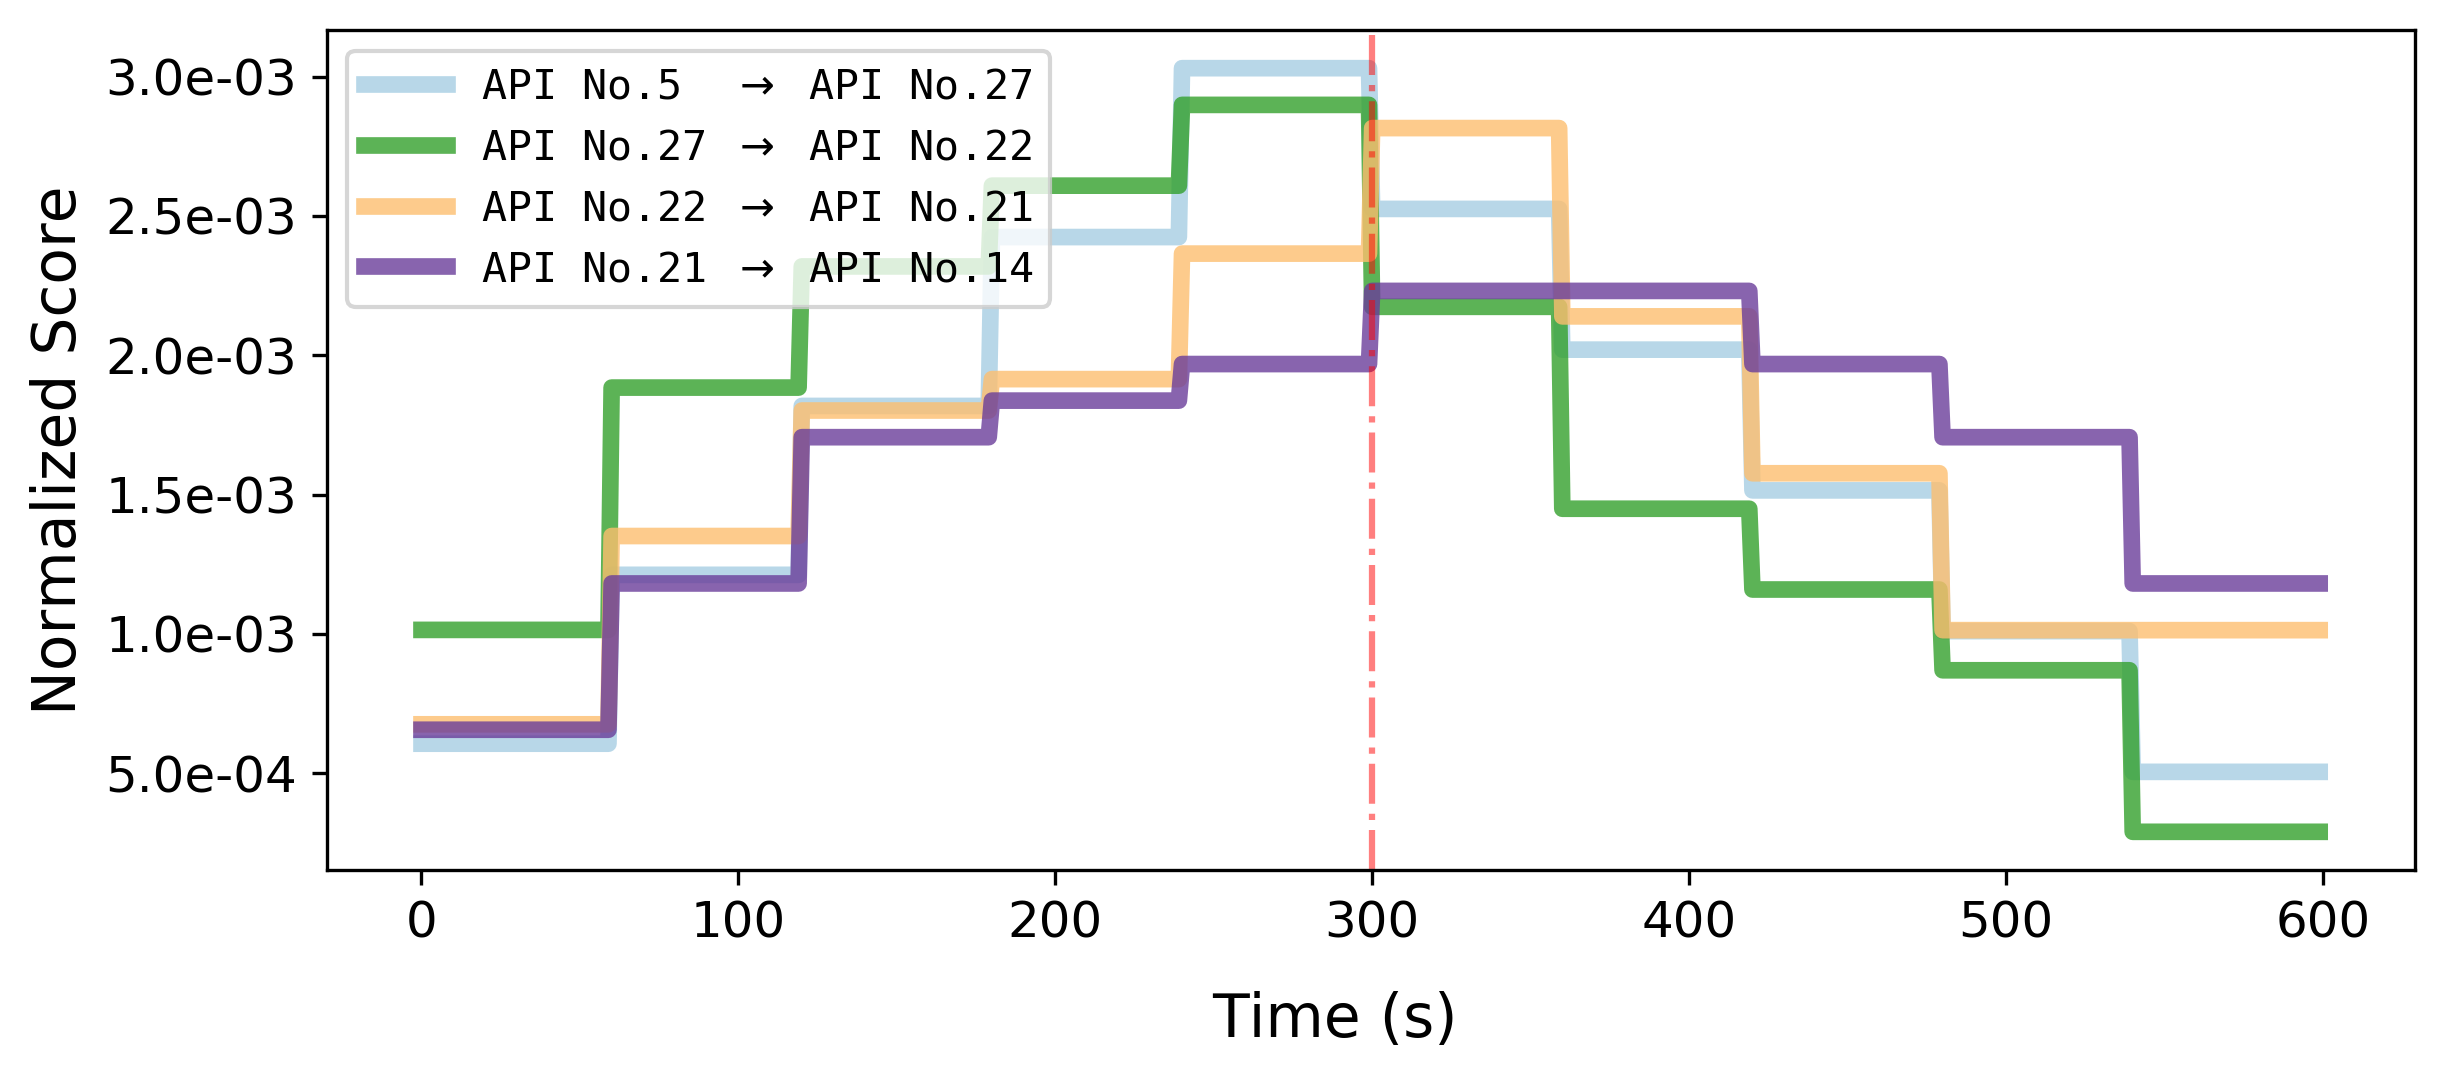 Normalized Score
3.0e-03
2.5e-03
2.0e-03
1.5e-03
1.0e-03
5.0e-04
API No.5 → API No.27
API No.27 → API No.22
API No.22 → API No.21
API No.21 → API No.14
0 100 200 300 400 500 600
Time (s)